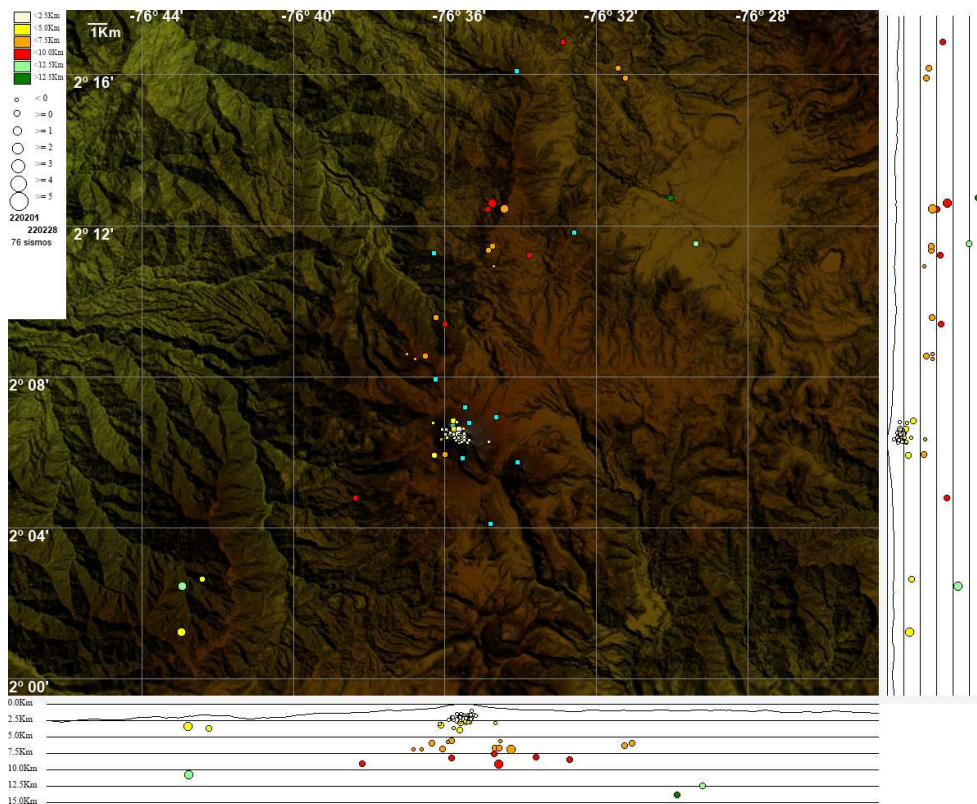 -76° 44'
-76° 40'
-76° 36'
-76° 32'
-76° 28'
1Km
<2.5Km
<5.0Km
<7.5Km
<10.0Km
<12.5Km
>12.5Km
< 0
>= 0
>= 1
>= 2
>= 3
>= 4
>= 5
220201
220228
76 sismos
2° 16'
2° 12'
2° 08'
2° 04'
2° 00'
0.0Km
2.5Km
5.0Km
7.5Km
10.0Km
12.5Km
15.0Km